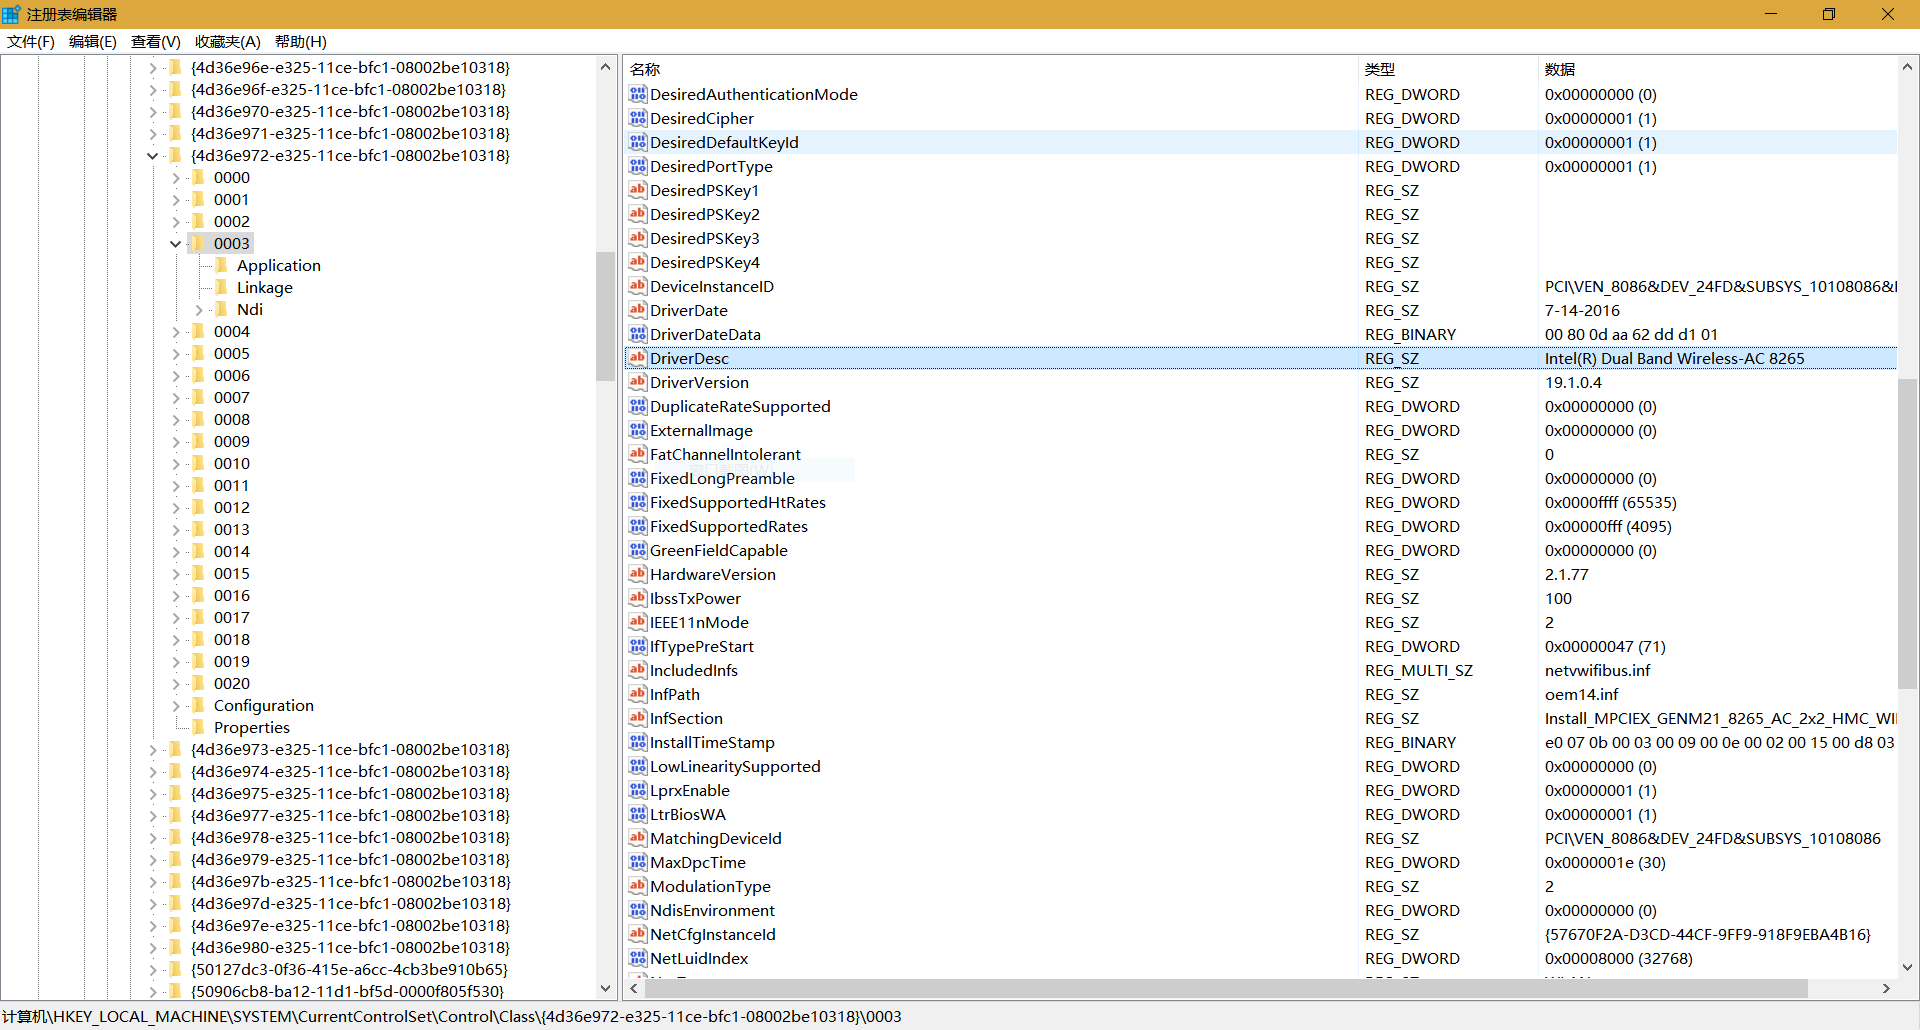 注册表编辑器
文件(F) 编辑(E) 查看(V) 收藏夹(A) 帮助(H)
{4d36e96e-e325-11ce-bfc1-08002be10318}
{4d36e96f-e325-11ce-bfc1-08002be10318}
{4d36e970-e325-11ce-bfc1-08002be10318}
{4d36e971-e325-11ce-bfc1-08002be10318}
{4d36e972-e325-11ce-bfc1-08002be10318}
0000
0001
0002
0003
Application
Linkage
Ndi
0004
0005
0006
0007
0008
0009
0010
0011
0012
0013
0014
0015
0016
0017
0018
0019
0020
Configuration
Properties
{4d36e973-e325-11ce-bfc1-08002be10318}
{4d36e974-e325-11ce-bfc1-08002be10318}
{4d36e975-e325-11ce-bfc1-08002be10318}
{4d36e977-e325-11ce-bfc1-08002be10318}
{4d36e978-e325-11ce-bfc1-08002be10318}
{4d36e979-e325-11ce-bfc1-08002be10318}
{4d36e97b-e325-11ce-bfc1-08002be10318}
{4d36e97d-e325-11ce-bfc1-08002be10318}
{4d36e97e-e325-11ce-bfc1-08002be10318}
{4d36e980-e325-11ce-bfc1-08002be10318}
{50127dc3-0f36-415e-a6cc-4cb3be910b65}
{50906cb8-ba12-11d1-bf5d-0000f805f530}
名称 类型 数据
DesiredAuthenticationMode REG_DWORD 0x00000000 (0)
DesiredCipher REG_DWORD 0x00000001 (1)
DesiredDefaultKeyId REG_DWORD 0x00000001 (1)
DesiredPortType REG_DWORD 0x00000001 (1)
DesiredPSKey1 REG_SZ
DesiredPSKey2 REG_SZ
DesiredPSKey3 REG_SZ
DesiredPSKey4 REG_SZ
DeviceInstanceID REG_SZ PCI\VEN_8086&DEV_24FD&SUBSYS_10108086&
DriverDate REG_SZ 7-14-2016
DriverDateData REG_BINARY 00 80 0d aa 62 dd d1 01
DriverDesc REG_SZ Intel(R) Dual Band Wireless-AC 8265
DriverVersion REG_SZ 19.1.0.4
DuplicateRateSupported REG_DWORD 0x00000000 (0)
ExternalImage REG_DWORD 0x00000000 (0)
FatChannelIntolerant REG_SZ 0
FixedLongPreamble REG_DWORD 0x00000000 (0)
FixedSupportedHtRates REG_DWORD 0x0000ffff (65535)
FixedSupportedRates REG_DWORD 0x00000fff (4095)
GreenFieldCapable REG_DWORD 0x00000000 (0)
HardwareVersion REG_SZ 2.1.77
IbssTxPower REG_SZ 100
IEEE11nMode REG_SZ 2
IfTypePreStart REG_DWORD 0x00000047 (71)
IncludedInfs REG_MULTI_SZ netvwifibus.inf
InfPath REG_SZ oem14.inf
InfSection REG_SZ Install_MPCIEX_GENM21_8265_AC_2x2_HMC_WI
InstallTimeStamp REG_BINARY e0 07 0b 00 03 00 09 00 0e 00 02 00 15 00 d8 03
LowLinearitySupported REG_DWORD 0x00000000 (0)
LprxEnable REG_DWORD 0x00000001 (1)
LtrBiosWA REG_DWORD 0x00000001 (1)
MatchingDeviceId REG_SZ PCI\VEN_8086&DEV_24FD&SUBSYS_10108086
MaxDpcTime REG_DWORD 0x0000001e (30)
ModulationType REG_SZ 2
NdisEnvironment REG_DWORD 0x00000000 (0)
NetCfgInstanceId REG_SZ {57670F2A-D3CD-44CF-9FF9-918F9EBA4B16}
NetLuidIndex REG_DWORD 0x00008000 (32768)
计算机\HKEY_LOCAL_MACHINE\SYSTEM\CurrentControlSet\Control\Class\{4d36e972-e325-11ce-bfc1-08002be10318}\0003